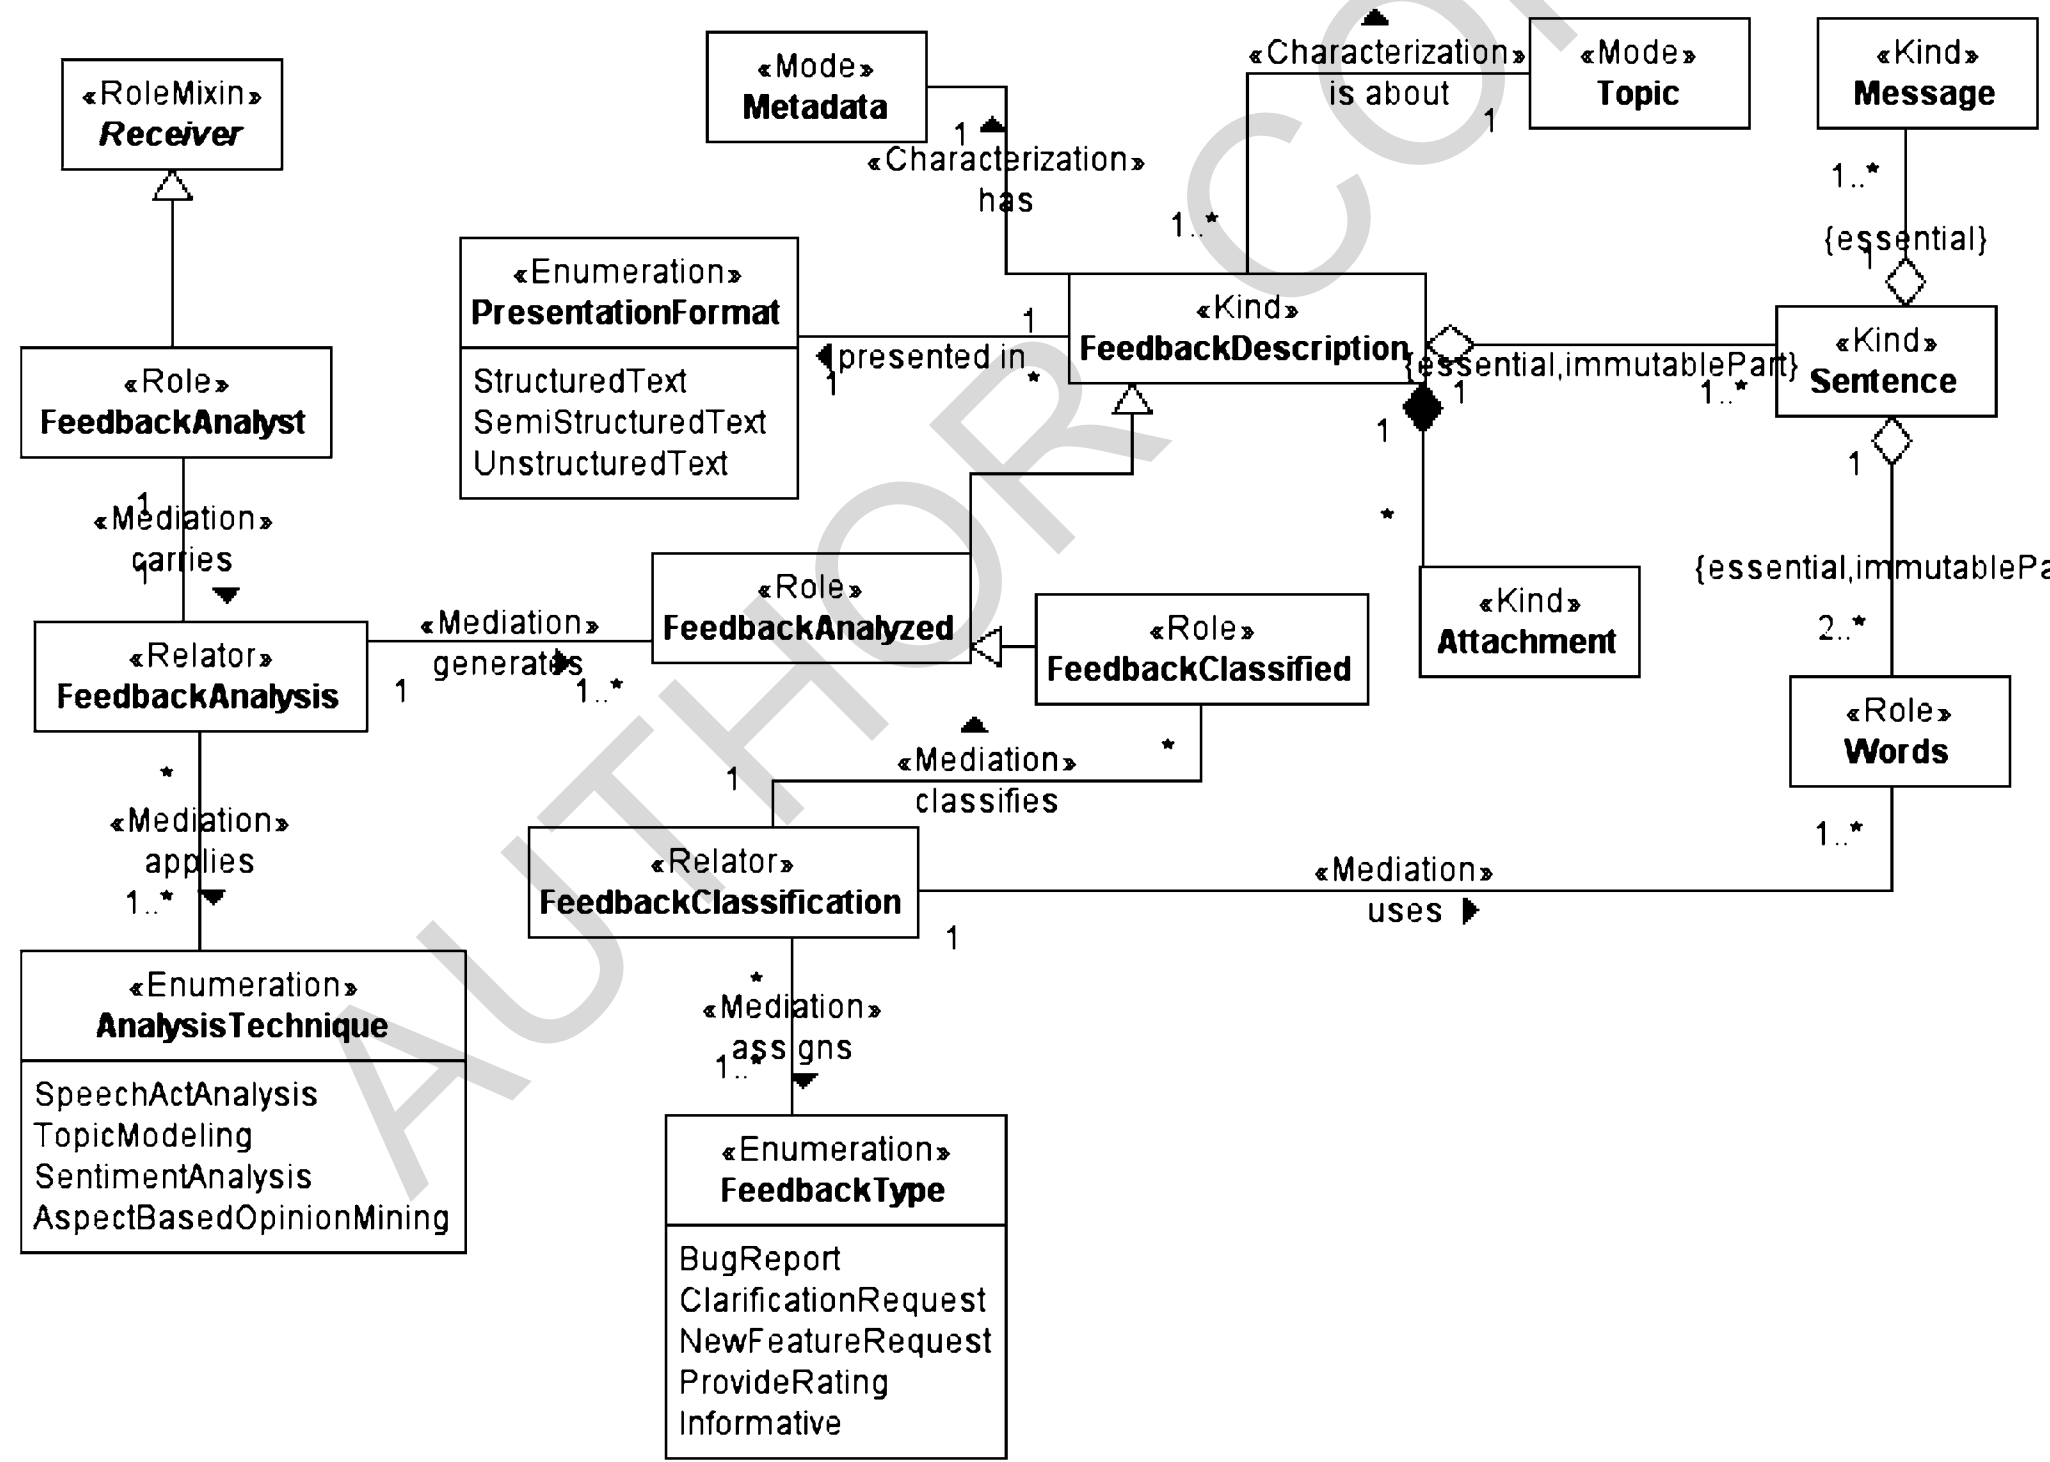 «RoleMixin»
Receiver
«Mode»
Metadata
«Characterization»
is about
1
«Mode»
Topic
«Kind»
Message
1
«Characterization»
has
1..*
1..*
{essential}
1
«Enumeration»
PresentationFormat
StructuredText
SemiStructuredText
UnstructuredText
1
presented in
1
*
«Kind»
FeedbackDescription
{essential,immutablePart}
1
1..*
«Kind»
Sentence
«Role»
FeedbackAnalyst
1
«Mediation»
carries
1
1
*
1
{essential,immutablePa
2..*
«Role»
FeedbackAnalyzed
«Role»
FeedbackClassified
«Kind»
Attachment
«Relator»
FeedbackAnalysis
«Mediation»
generates
1
1..*
«Role»
Words
*
«Mediation»
applies
1..*
1
«Mediation»
classifies
*
1..*
«Relator»
FeedbackClassification
«Mediation»
uses
1
«Enumeration»
AnalysisTechnique
SpeechActAnalysis
TopicModeling
SentimentAnalysis
AspectBasedOpinionMining
*
«Mediation»
assigns
1..*
«Enumeration»
FeedbackType
BugReport
ClarificationRequest
NewFeatureRequest
ProvideRating
Informative
AUTHOR CO